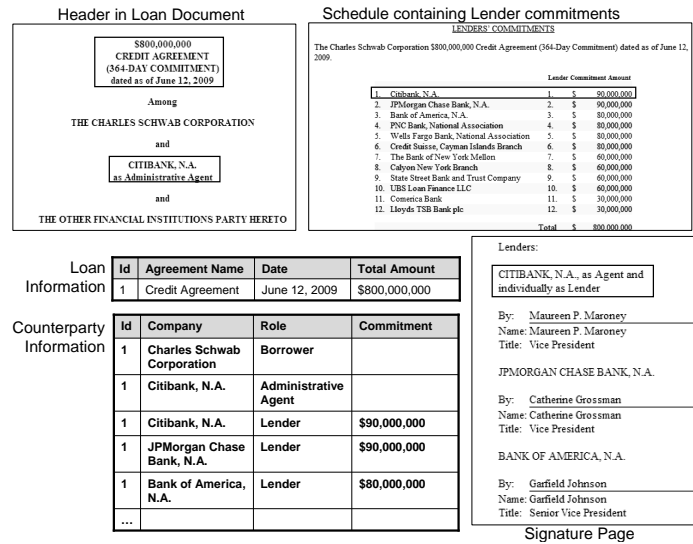 Header in Loan Document
$800,000,000
CREDIT AGREEMENT
(364-DAY COMMITMENT)
dated as of June 12, 2009
Among
THE CHARLES SCHWAB CORPORATION
and
CITIBANK, N.A.
as Administrative Agent
and
THE OTHER FINANCIAL INSTITUTIONS PARTY HERETO
Schedule containing Lender commitments
LENDERS' COMMITMENTS
The Charles Schwab Corporation $800,000,000 Credit Agreement (364-Day Commitment) dated as of June 12,
2009.
Lender Commitment Amount
1. Citibank, N.A. 1. $ 90,000,000
2. JPMorgan Chase Bank, N.A. 2. $ 90,000,000
3. Bank of America, N.A. 3. $ 80,000,000
4. PNC Bank, National Association 4. $ 80,000,000
5. Wells Fargo Bank, National Association 5. $ 80,000,000
6. Credit Suisse, Cayman Islands Branch 6. $ 80,000,000
7. The Bank of New York Mellon 7. $ 60,000,000
8. Calyon New York Branch 8. $ 60,000,000
9. State Street Bank and Trust Company 9. $ 60,000,000
10. UBS Loan Finance LLC 10. $ 60,000,000
11. Comerica Bank 11. $ 30,000,000
12. Lloyds TSB Bank plc 12. $ 30,000,000
Total $ 800,000,000
Loan Information
Id Agreement Name Date Total Amount
1 Credit Agreement June 12, 2009 $800,000,000
Counterparty Information
Id Company Role Commitment
1 Charles Schwab Corporation Borrower
1 Citibank, N.A. Administrative Agent
1 Citibank, N.A. Lender $90,000,000
1 JPMorgan Chase Bank, N.A. Lender $90,000,000
1 Bank of America, N.A. Lender $80,000,000
...
Lenders:
CITIBANK, N.A., as Agent and
individually as Lender
By: Maureen P. Maroney
Name: Maureen P. Maroney
Title: Vice President
JPMORGAN CHASE BANK, N.A.
By: Catherine Grossman
Name: Catherine Grossman
Title: Vice President
BANK OF AMERICA, N.A.
By: Garfield Johnson
Name: Garfield Johnson
Title: Senior Vice President
Signature Page